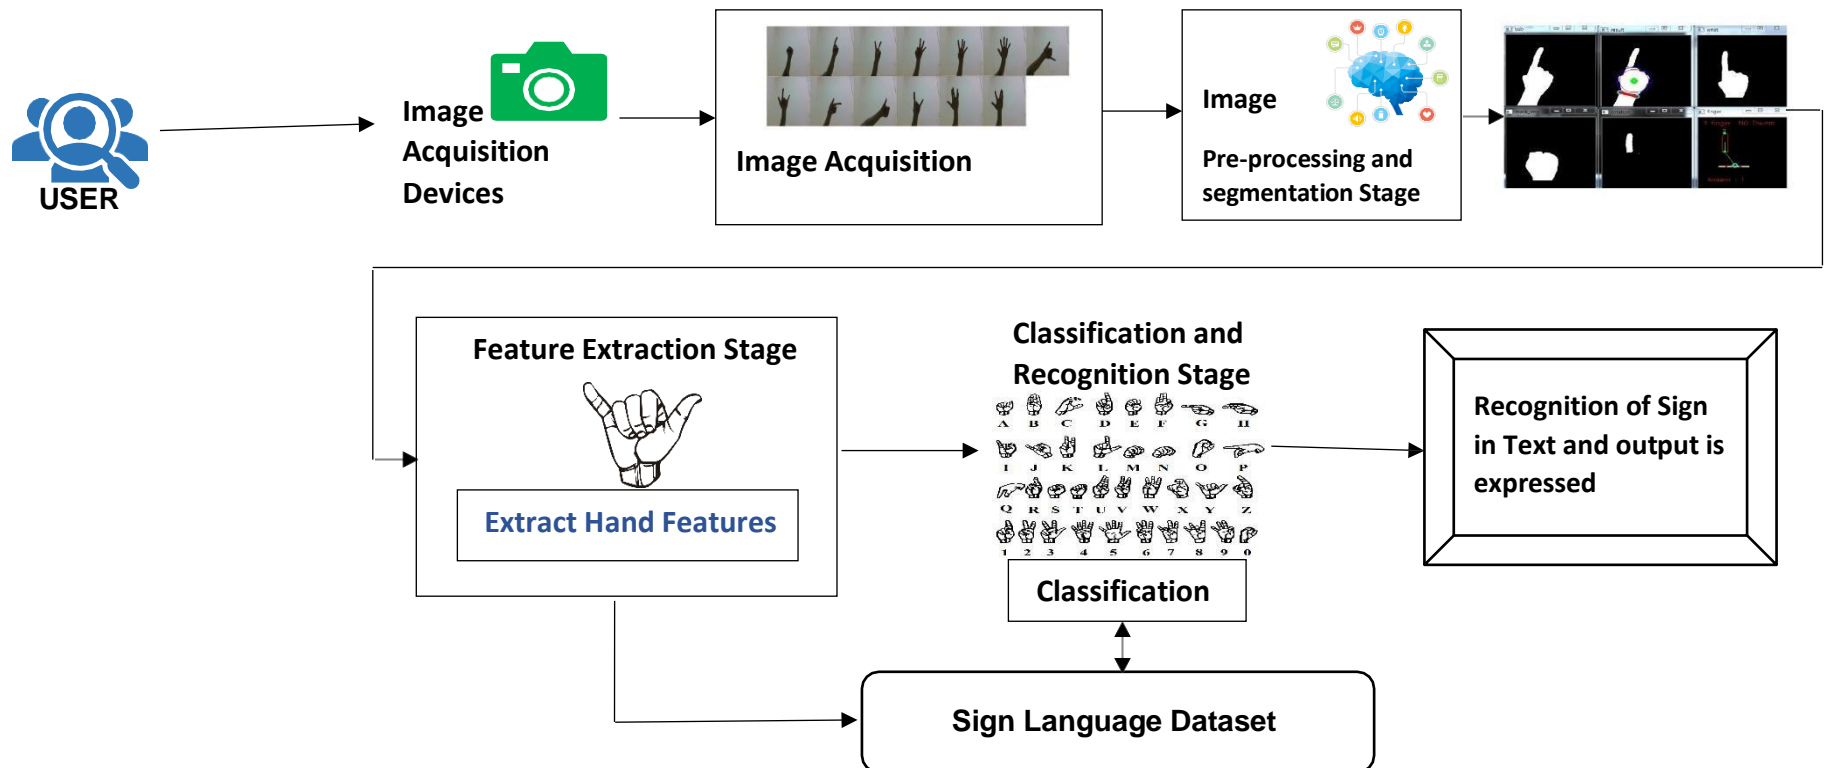 USER
Image
Acquisition
Devices
Image Acquisition
Image
Pre-processing and
segmentation Stage
Feature Extraction Stage
Extract Hand Features
Classification and
Recognition Stage
A B C D E F G H
I J K L M N O P
Q R S T U V W X Y Z
1 2 3 4 5 6 7 8 9 0
Classification
Recognition of Sign
in Text and output is
expressed
Sign Language Dataset